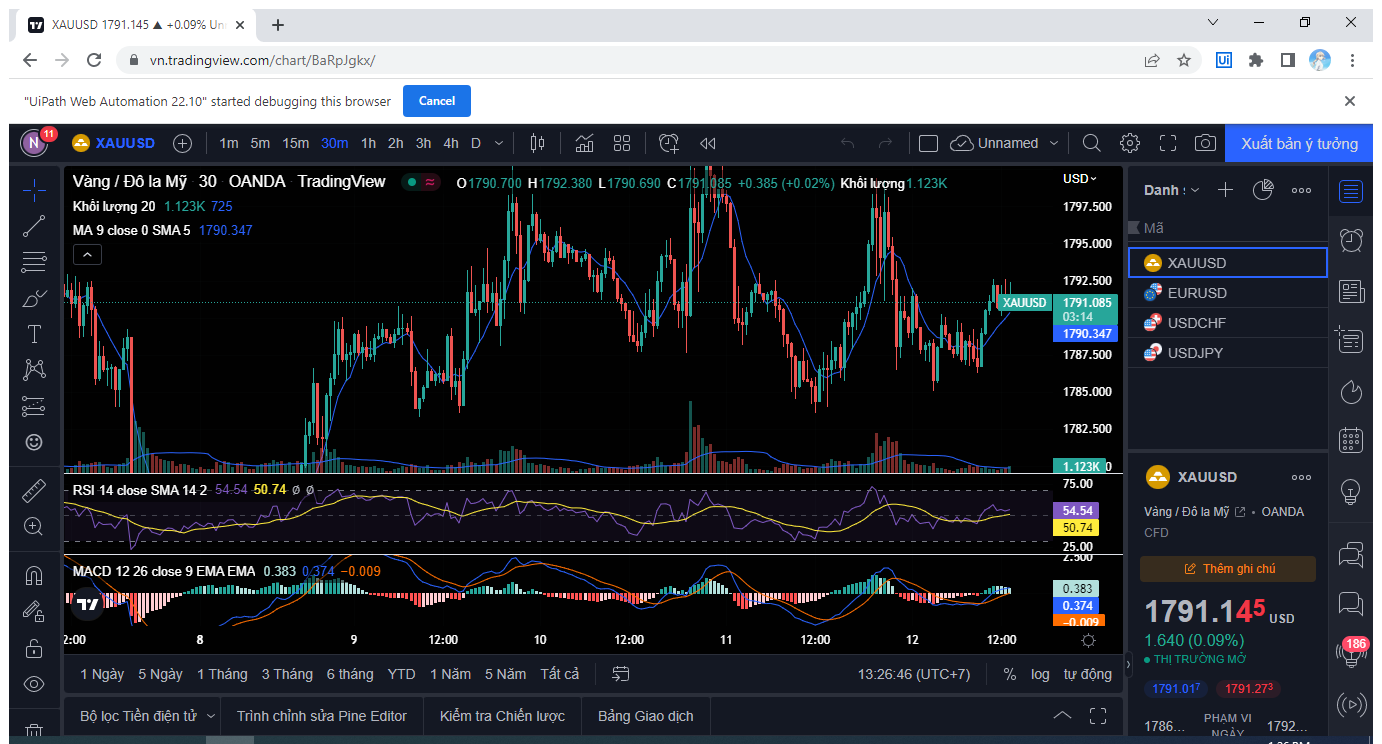 XAUUSD 1791.145 ▲ +0.09% Un
vn.tradingview.com/chart/BaRpJgkx/
"UiPath Web Automation 22.10" started debugging this browser Cancel
N 11 XAUUSD 1m 5m 15m 30m 1h 2h 3h 4h D Unnamed Xuất bản ý tưởng
Vàng / Đô la Mỹ 30 OANDA TradingView O1790.700 H1792.380 L1790.690 C1791.085 +0.385 (+0.02%) Khối lượng1.123K
USD
Khối lượng 20 1.123K 725
MA 9 close 0 SMA 5 1790.347
1797.500
1795.000
1792.500
XAUUSD 1791.085
03:14
1790.347
1787.500
1785.000
1782.500
1.123K 0
RSI 14 close SMA 14 2 54.54 50.74 ø ø
75.00
54.54
50.74
25.00
2.500
MACD 12 26 close 9 EMA EMA 0.383 0.374 −0.009
0.383
0.374
−0.009
2:00 8 9 12:00 10 12:00 11 12:00 12 12:00
1 Ngày 5 Ngày 1 Tháng 3 Tháng 6 tháng YTD 1 Năm 5 Năm Tất cả 13:26:46 (UTC+7) % log tự động
Bộ lọc Tiền điện tử Trình chỉnh sửa Pine Editor Kiểm tra Chiến lược Bảng Giao dịch
Danh
Mã
XAUUSD
EURUSD
USDCHF
USDJPY
XAUUSD
Vàng / Đô la Mỹ • OANDA
CFD
Thêm ghi chú
1791.145 USD
1.640 (0.09%)
THỊ TRƯỜNG MỞ
1791.017 1791.273
1786... PHẠM VI NGÀY 1792...
186